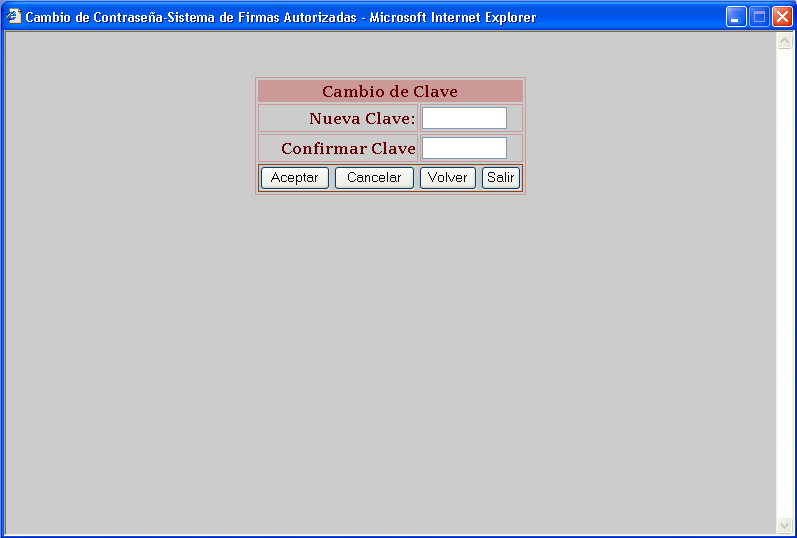 Cambio de Contraseña-Sistema de Firmas Autorizadas - Microsoft Internet Explorer
Cambio de Clave
Nueva Clave:
Confirmar Clave
Aceptar Cancelar Volver Salir